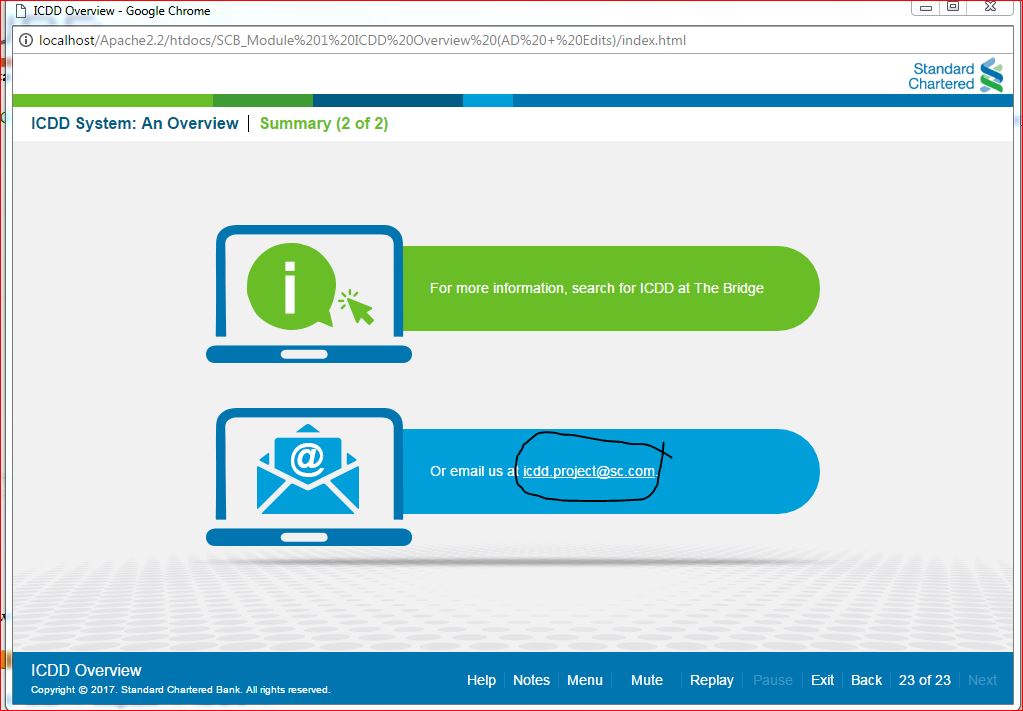 ICDD Overview - Google Chrome
localhost/Apache2.2/htdocs/SCB_Module%201%20ICDD%20Overview%20(AD%20+%20Edits)/index.html
Standard
Chartered
ICDD System: An Overview | Summary (2 of 2)
i
For more information, search for ICDD at The Bridge
@
Or email us at icdd.project@sc.com.
ICDD Overview
Copyright © 2017. Standard Chartered Bank. All rights reserved.
Help Notes Menu Mute Replay Pause Exit Back 23 of 23 Next